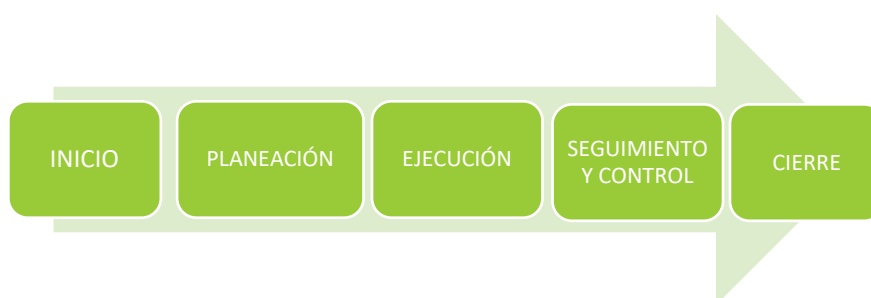 INICIO
PLANEACIÓN
EJECUCIÓN
SEGUIMIENTO
Y CONTROL
CIERRE